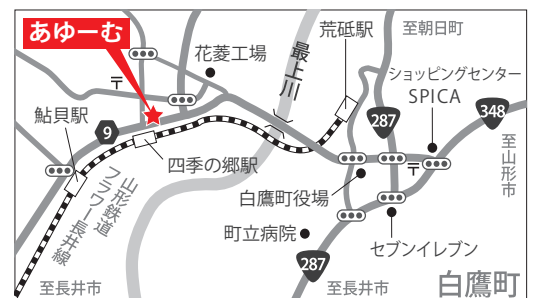 あゆーむ
花菱工場
最上川
荒砥駅
至朝日町
ショッピングセンター
SPICA
〒
鮎貝駅
9
287
348
四季の郷駅
至山形市
白鷹町役場
〒
山形鉄道
フラワー長井線
町立病院
セブンイレブン
287
至長井市
至長井市
白鷹町